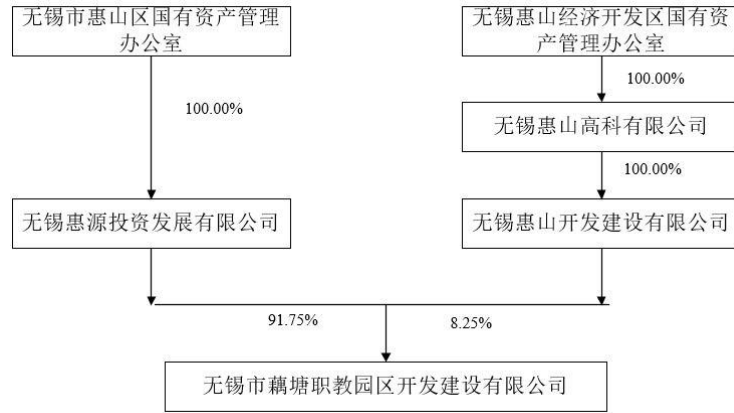 无锡市惠山区国有资产管理
办公室
无锡惠山经济开发区国有资
产管理办公室
100.00%
100.00%
无锡惠山高科有限公司
100.00%
无锡惠源投资发展有限公司
无锡惠山开发建设有限公司
91.75%
8.25%
无锡市藕塘职教园区开发建设有限公司